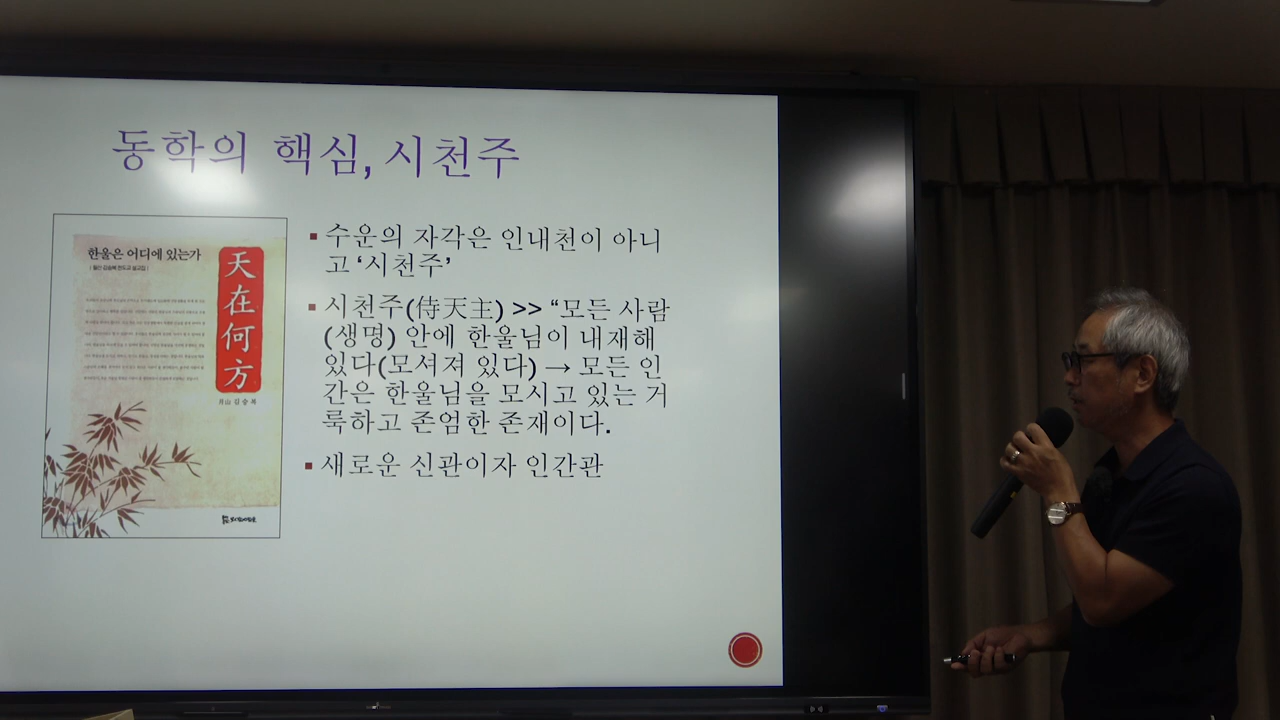 동학의 핵심, 시천주
한울은 어디에 있는가
天在何方
月山 김승복
▪ 수운의 자각은 인내천이 아니
고 ‘시천주’
▪ 시천주(侍天主) >> “모든 사람
(생명) 안에 한울님이 내재해
있다(모셔져 있다) → 모든 인
간은 한울님을 모시고 있는 거
룩하고 존엄한 존재이다.
▪ 새로운 신관이자 인간관